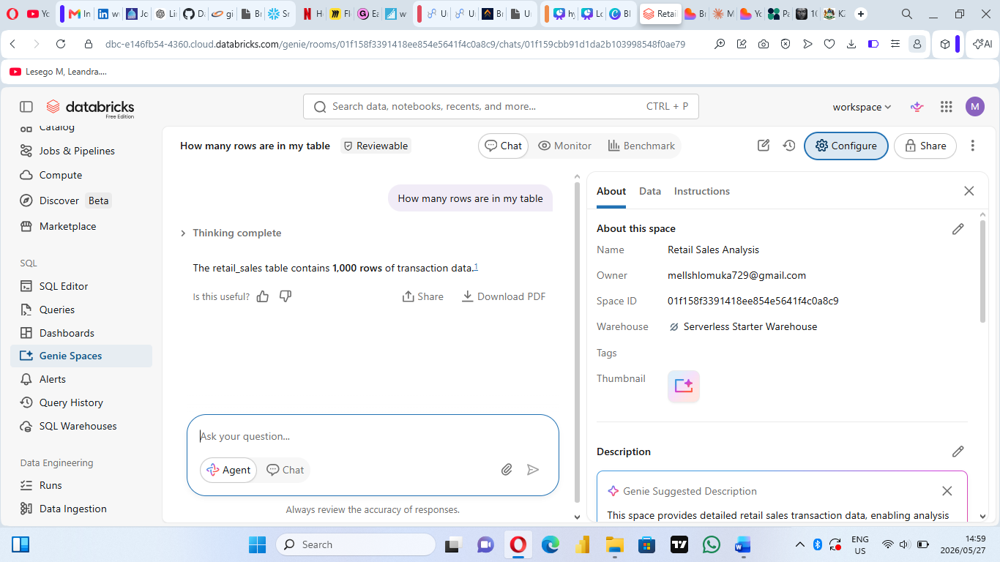 Yo
In
w
Jo
Lin
Da
gi
Br
Sr
H
Fl
Ea
w
Ur
Ur
Br
Ur
hy
Lo
Bl
Retai
Br
M
Yo
Pa
10
K
dbc-e146fb54-4360.cloud.databricks.com/genie/rooms/01f158f3391418ee854e5641f4c0a8c9/chats/01f159cbb91d1da2b103998548f0ae79
AI
Lesego M, Leandra....
databricks
Free Edition
Search data, notebooks, recents, and more...
CTRL + P
workspace
M
Catalog
Jobs & Pipelines
Compute
Discover Beta
Marketplace
SQL
SQL Editor
Queries
Dashboards
Genie Spaces
Alerts
Query History
SQL Warehouses
Data Engineering
Runs
Data Ingestion
How many rows are in my table
Reviewable
Chat
Monitor
Benchmark
Configure
Share
How many rows are in my table
Thinking complete
The retail_sales table contains 1,000 rows of transaction data.1
Is this useful?
Share
Download PDF
Ask your question...
Agent
Chat
Always review the accuracy of responses.
About Data Instructions
About this space
Name Retail Sales Analysis
Owner mellshlomuka729@gmail.com
Space ID 01f158f3391418ee854e5641f4c0a8c9
Warehouse Serverless Starter Warehouse
Tags
Thumbnail
Description
Genie Suggested Description
This space provides detailed retail sales transaction data, enabling analysis
Search
ENG
US
14:59
2026/05/27